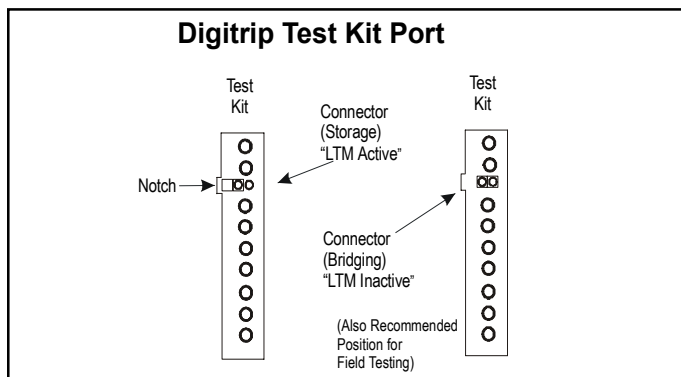 Digitrip Test Kit Port
Test
Kit
Notch
Connector
(Storage)
“LTM Active”
Test
Kit
Connector
(Bridging)
“LTM Inactive”
(Also Recommended
Position for
Field Testing)